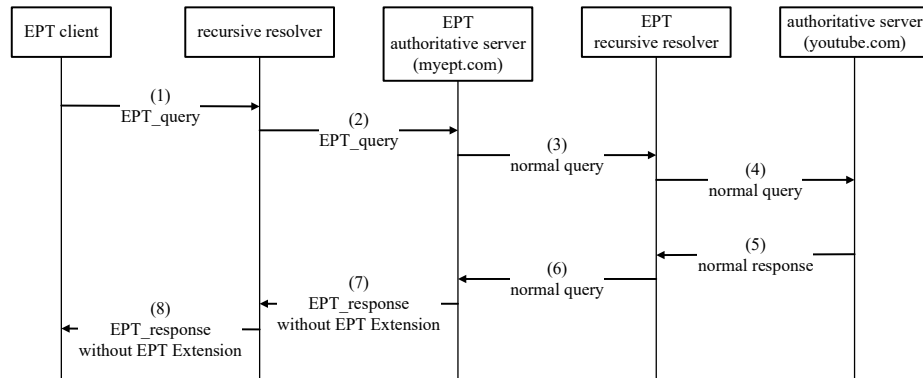 EPT client
recursive resolver
EPT
authoritative server
(myept.com)
EPT
recursive resolver
authoritative server
(youtube.com)
(1)
EPT_query
(2)
EPT_query
(3)
normal query
(4)
normal query
(5)
normal response
(6)
normal query
(7)
EPT_response
without EPT Extension
(8)
EPT_response
without EPT Extension